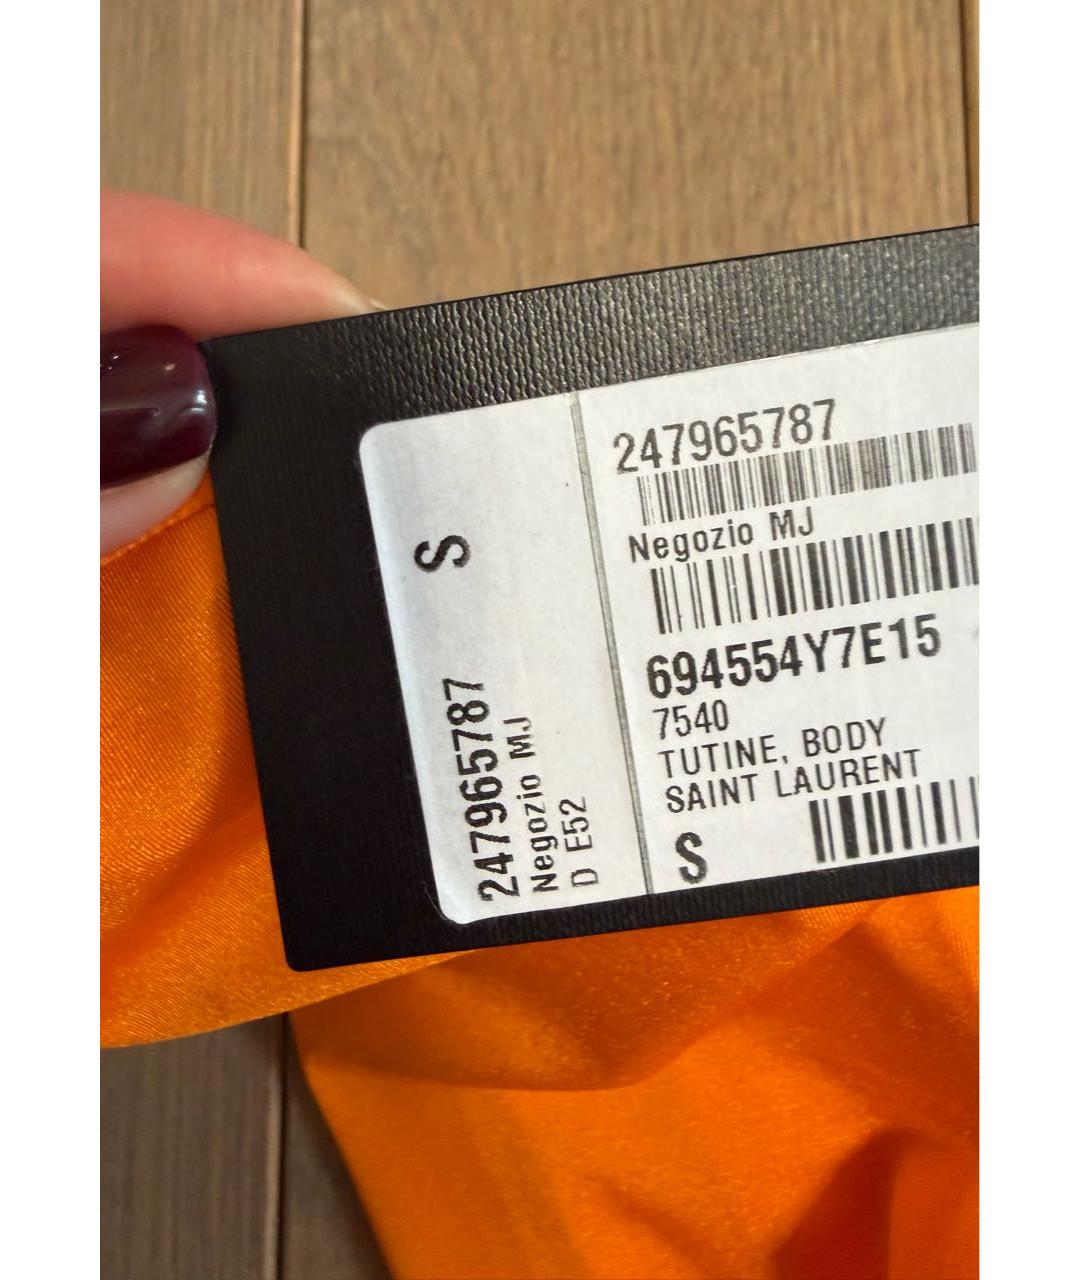 S
247965787
Negozio MJ
D E52
247965787
Negozio MJ
694554Y7E15
7540
TUTINE, BODY
SAINT LAURENT
S